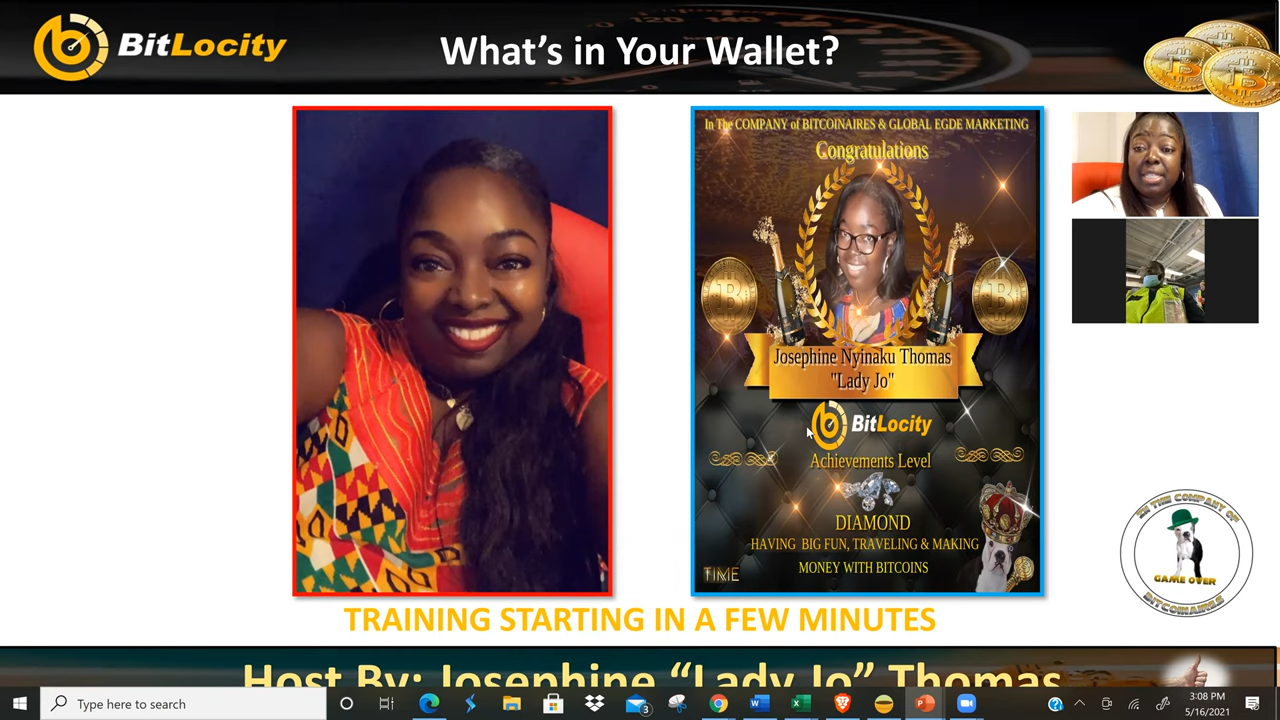 BitLocity
What's in Your Wallet?
In The COMPANY of BITCOINAIRES & GLOBAL EGDE MARKETING
Congratulations
Josephine Nyinaku Thomas
"Lady Jo"
BitLocity
Achievements Level
DIAMOND
HAVING BIG FUN, TRAVELING & MAKING
MONEY WITH BITCOINS
TIME
IN THE COMPANY OF
GAME OVER
BITCOINAIRES
TRAINING STARTING IN A FEW MINUTES
Host By: Josephine “Lady Jo” Thomas
Type here to search
3
3:08 PM
5/16/2021